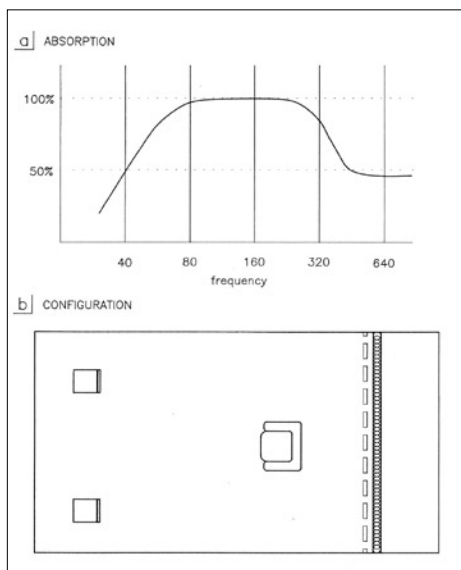 a ABSORPTION
100%
50%
40 80 160 320 640
frequency
b CONFIGURATION